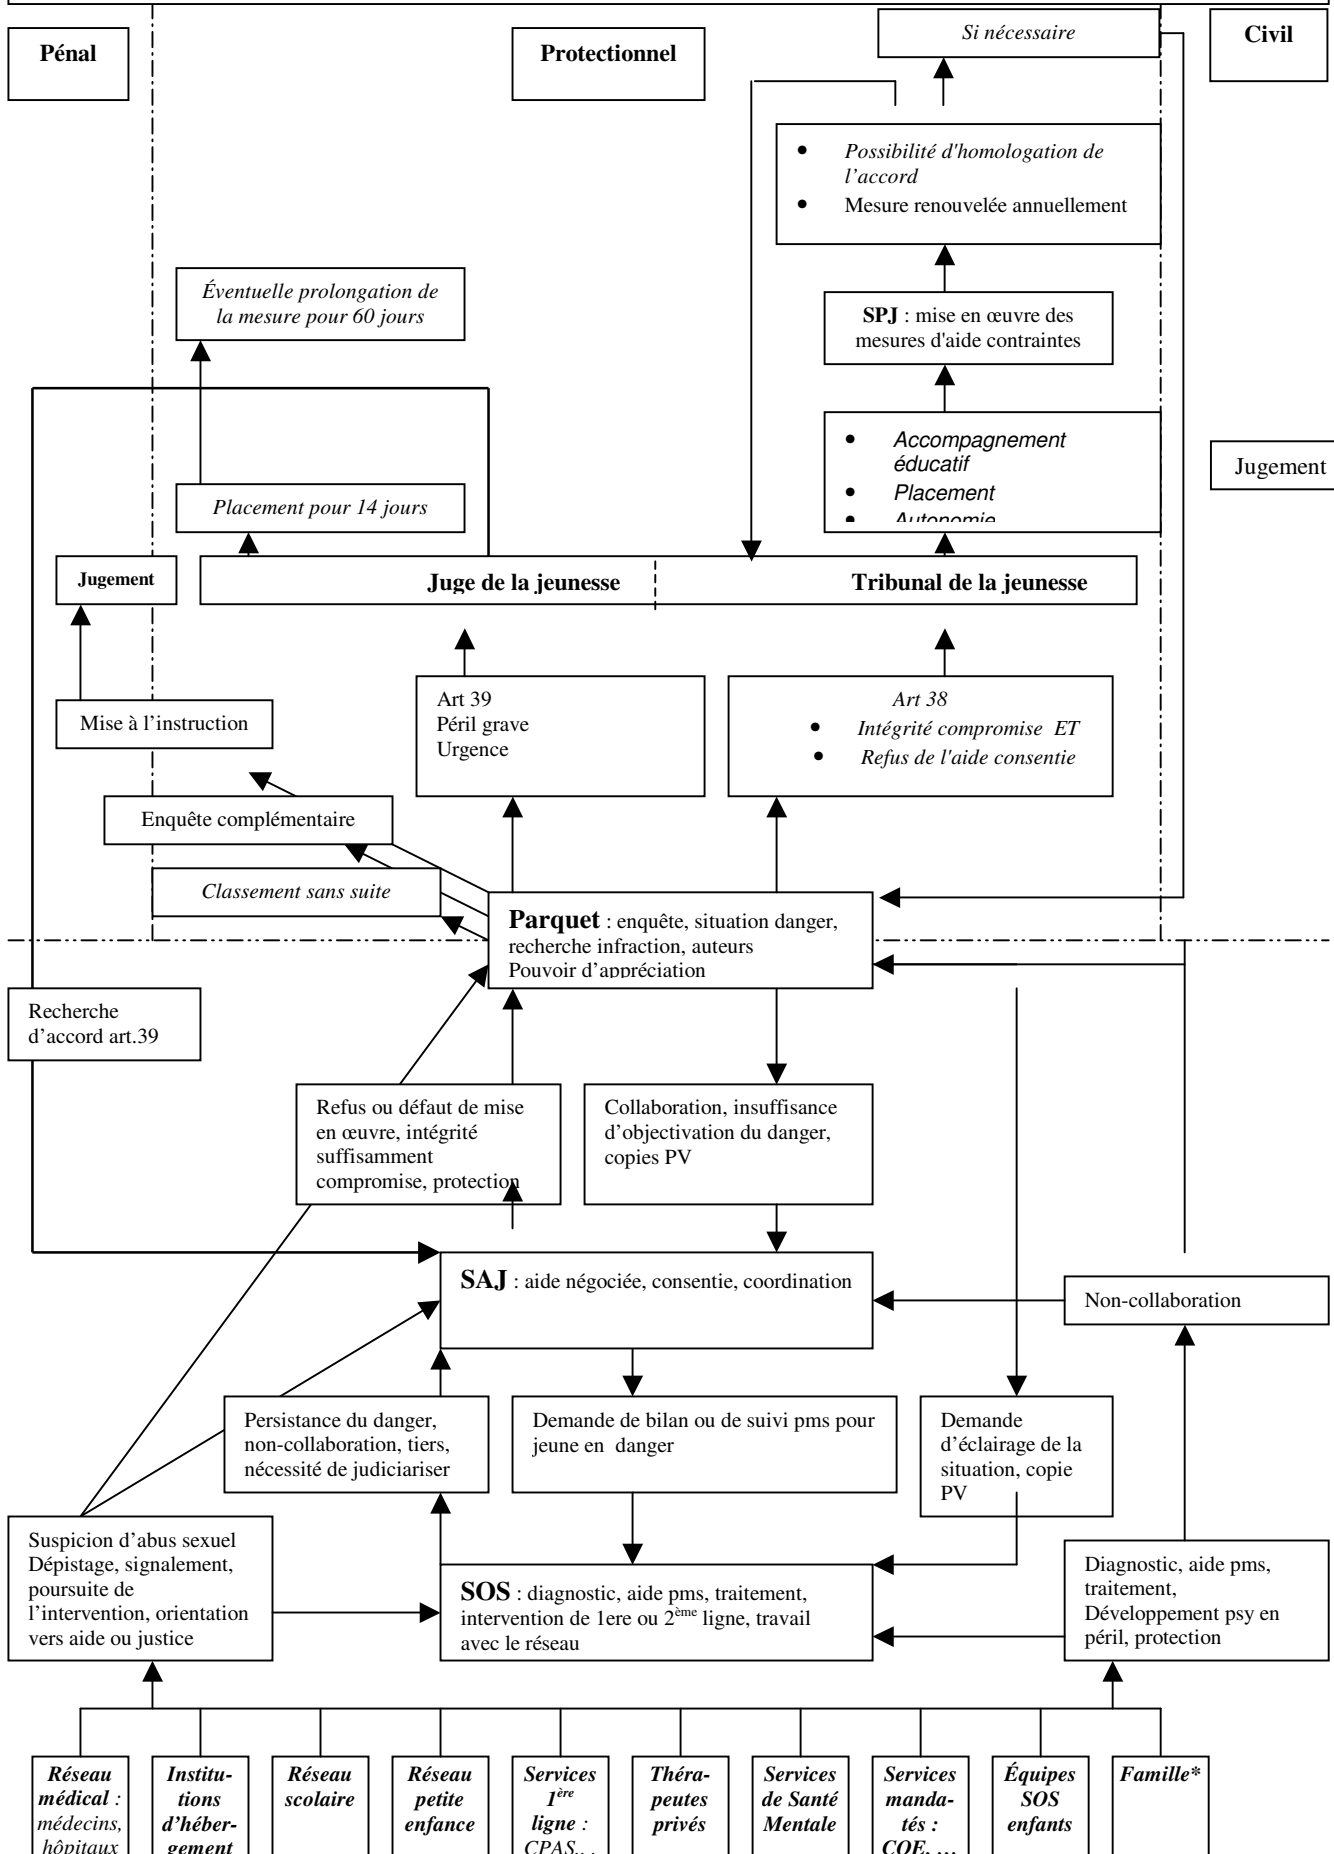 Si nécessaire
Pénal
Protectionnel
Civil
• Possibilité d'homologation de
l'accord
• Mesure renouvelée annuellement
Éventuelle prolongation de
la mesure pour 60 jours
SPJ : mise en œuvre des
mesures d'aide contraintes
• Accompagnement
éducatif
• Placement
• Autonomie
Jugement
Placement pour 14 jours
Jugement
Juge de la jeunesse
Tribunal de la jeunesse
Mise à l'instruction
Art 39
Péril grave
Urgence
Art 38
• Intégrité compromise ET
• Refus de l'aide consentie
Enquête complémentaire
Classement sans suite
Parquet : enquête, situation danger,
recherche infraction, auteurs
Pouvoir d'appréciation
Recherche
d'accord art.39
Refus ou défaut de mise
en œuvre, intégrité
suffisamment
compromise, protection
Collaboration, insuffisance
d'objectivation du danger,
copies PV
SAJ : aide négociée, consentie, coordination
Non-collaboration
Persistance du danger,
non-collaboration, tiers,
nécessité de judiciariser
Demande de bilan ou de suivi pms pour
jeune en danger
Demande
d'éclairage de la
situation, copie
PV
Suspicion d'abus sexuel
Dépistage, signalement,
poursuite de
l'intervention, orientation
vers aide ou justice
SOS : diagnostic, aide pms, traitement,
intervention de 1ere ou 2ème ligne, travail
avec le réseau
Diagnostic, aide pms,
traitement,
Développement psy en
péril, protection
Réseau
médical :
médecins,
hôpitaux
Institu-
tions
d'héber-
gement
Réseau
scolaire
Réseau
petite
enfance
Services
1ère
ligne :
CPAS,. .
Théra-
peutes
privés
Services
de Santé
Mentale
Services
manda-
tés :
COE, …
Équipes
SOS
enfants
Famille*